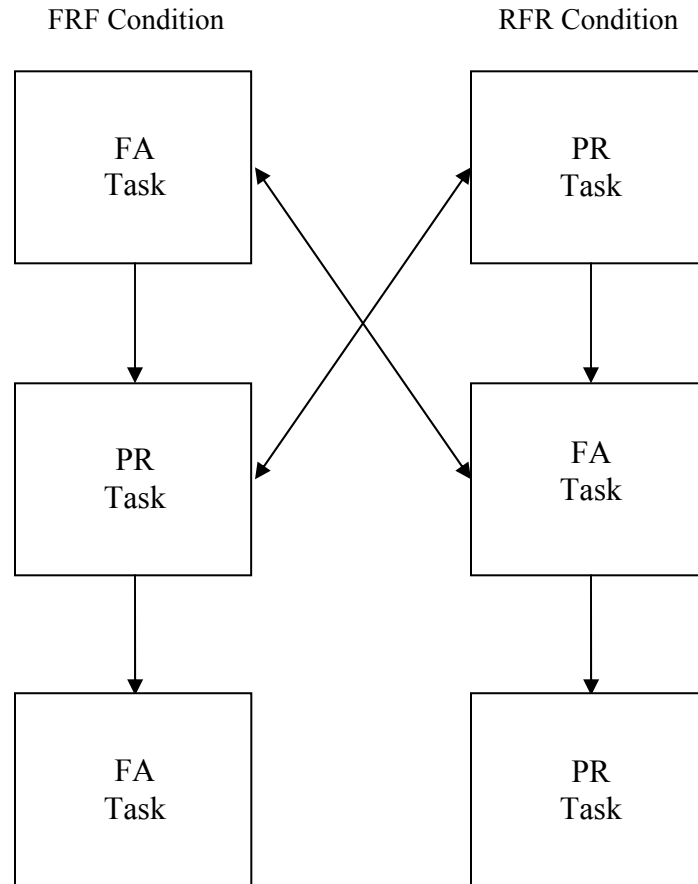 FRF Condition
RFR Condition
FA
Task
PR
Task
PR
Task
FA
Task
FA
Task
PR
Task